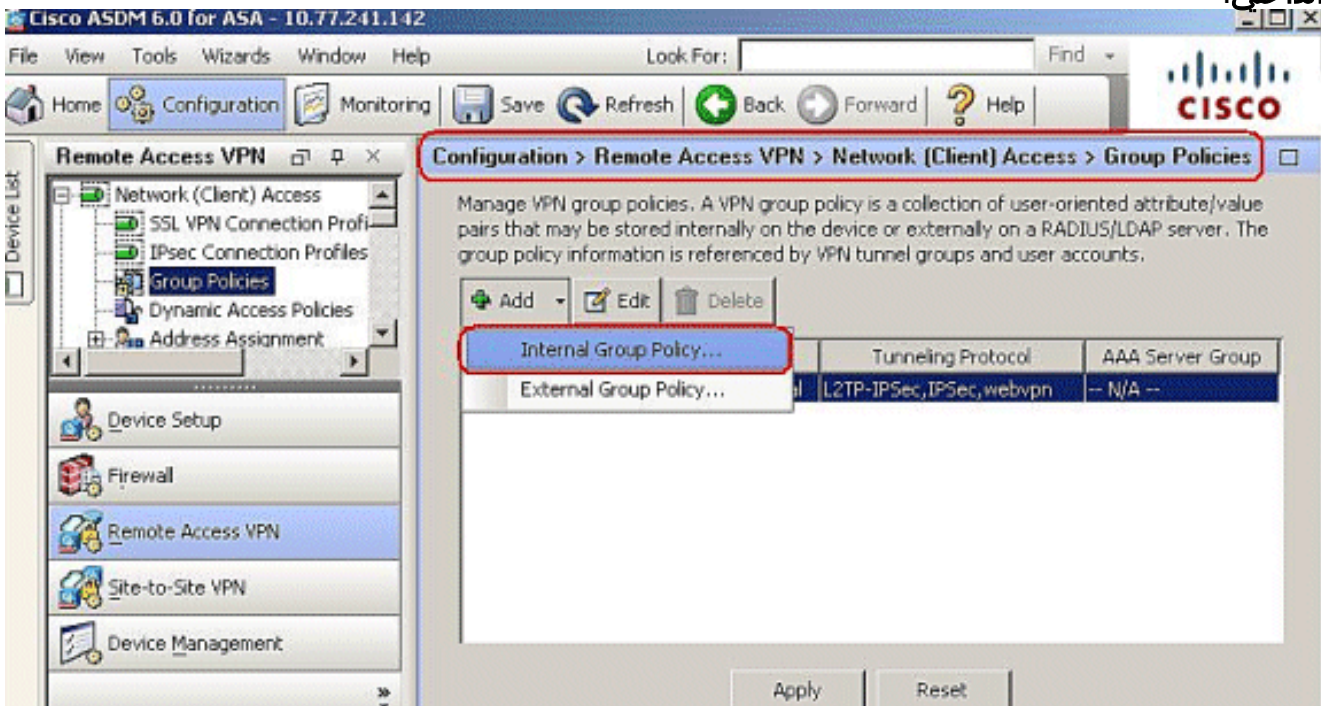 الداخلي.
Cisco ASDM 6.0 for ASA - 10.77.241.142
File View Tools Wizards Window Help Look For: Find
Home Configuration Monitoring Save Refresh Back Forward Help CISCO
Device List
Remote Access VPN
Configuration > Remote Access VPN > Network (Client) Access > Group Policies
Network (Client) Access
SSL VPN Connection Profi
IPsec Connection Profiles
Group Policies
Dynamic Access Policies
Address Assignment
Manage VPN group policies. A VPN group policy is a collection of user-oriented attribute/value
pairs that may be stored internally on the device or externally on a RADIUS/LDAP server. The
group policy information is referenced by VPN tunnel groups and user accounts.
Add Edit Delete
Internal Group Policy...
External Group Policy...
Tunneling Protocol AAA Server Group
L2TP-IPSec,IPSec,webvpn -- N/A --
Device Setup
Firewall
Remote Access VPN
Site-to-Site VPN
Device Management
Apply Reset